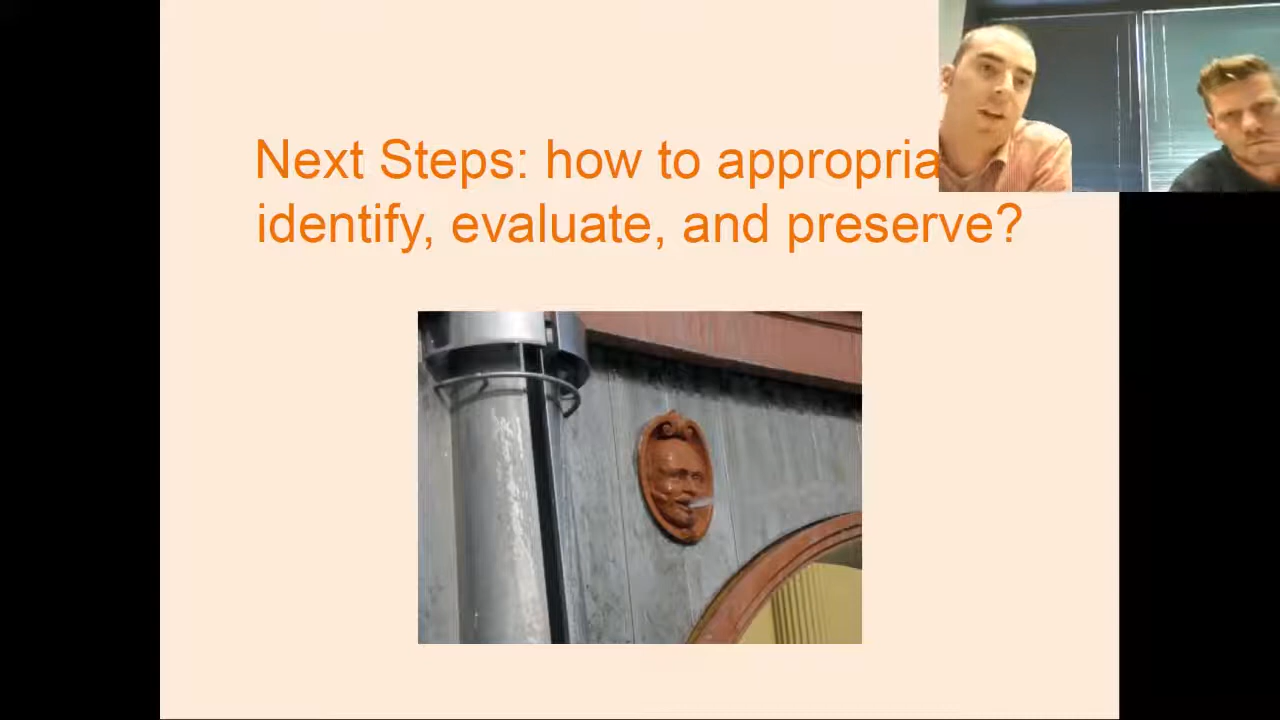 Next Steps: how to appropria
identify, evaluate, and preserve?